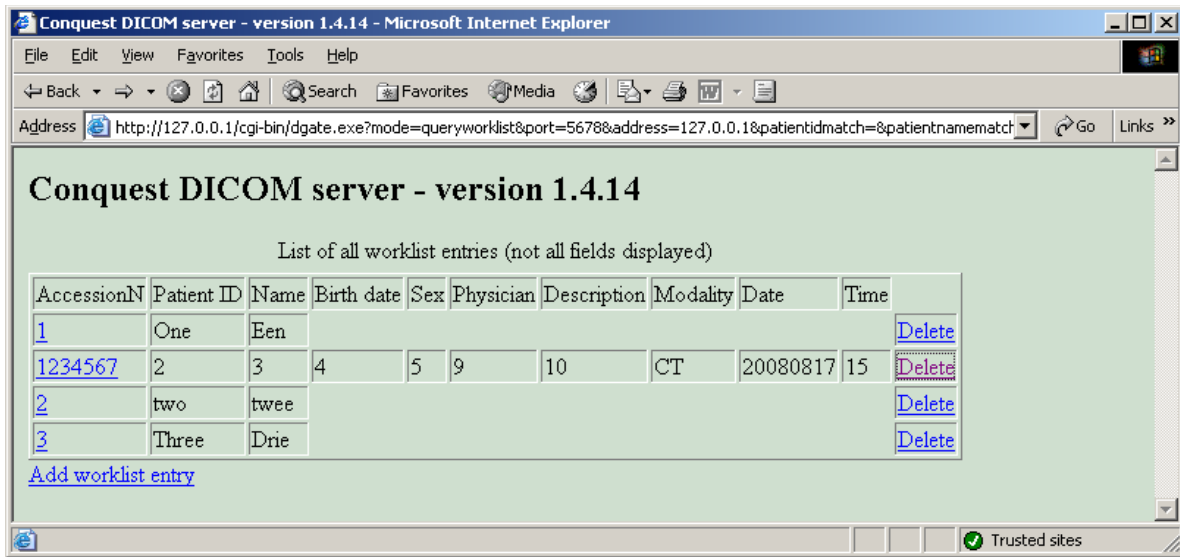 Conquest DICOM server - version 1.4.14 - Microsoft Internet Explorer
File Edit View Favorites Tools Help
Back Search Favorites Media
Address http://127.0.0.1/cgi-bin/dgate.exe?mode=queryworklist&port=5678&address=127.0.0.1&patientidmatch=&patientnamematch Go Links »
Conquest DICOM server - version 1.4.14
List of all worklist entries (not all fields displayed)
AccessionN Patient ID Name Birth date Sex Physician Description Modality Date Time
1 One Een Delete
1234567 2 3 4 5 9 10 CT 20080817 15 Delete
2 two twee Delete
3 Three Drie Delete
Add worklist entry
Trusted sites